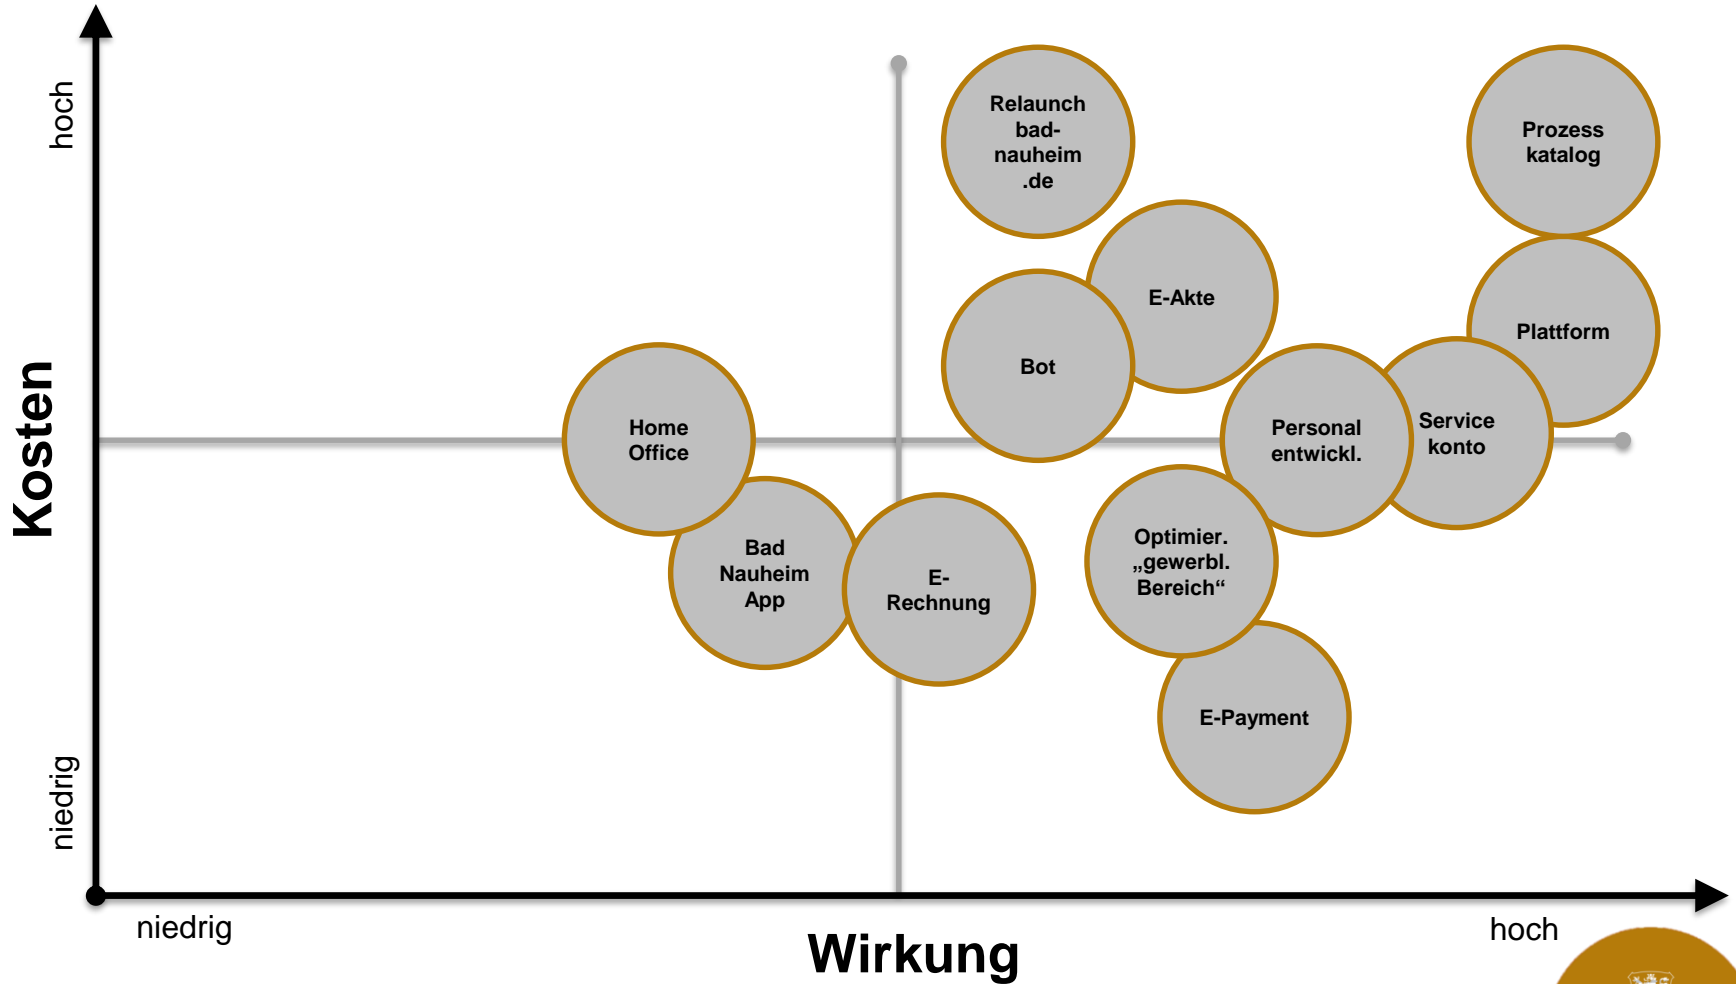 hoch
Kosten
niedrig
Relaunch
bad-
nauheim
.de
Prozess
katalog
E-Akte
Plattform
Bot
Home
Office
Personal
entwickl.
Service
konto
Bad
Nauheim
App
E-
Rechnung
Optimier.
„gewerbl.
Bereich“
E-Payment
niedrig
Wirkung
hoch